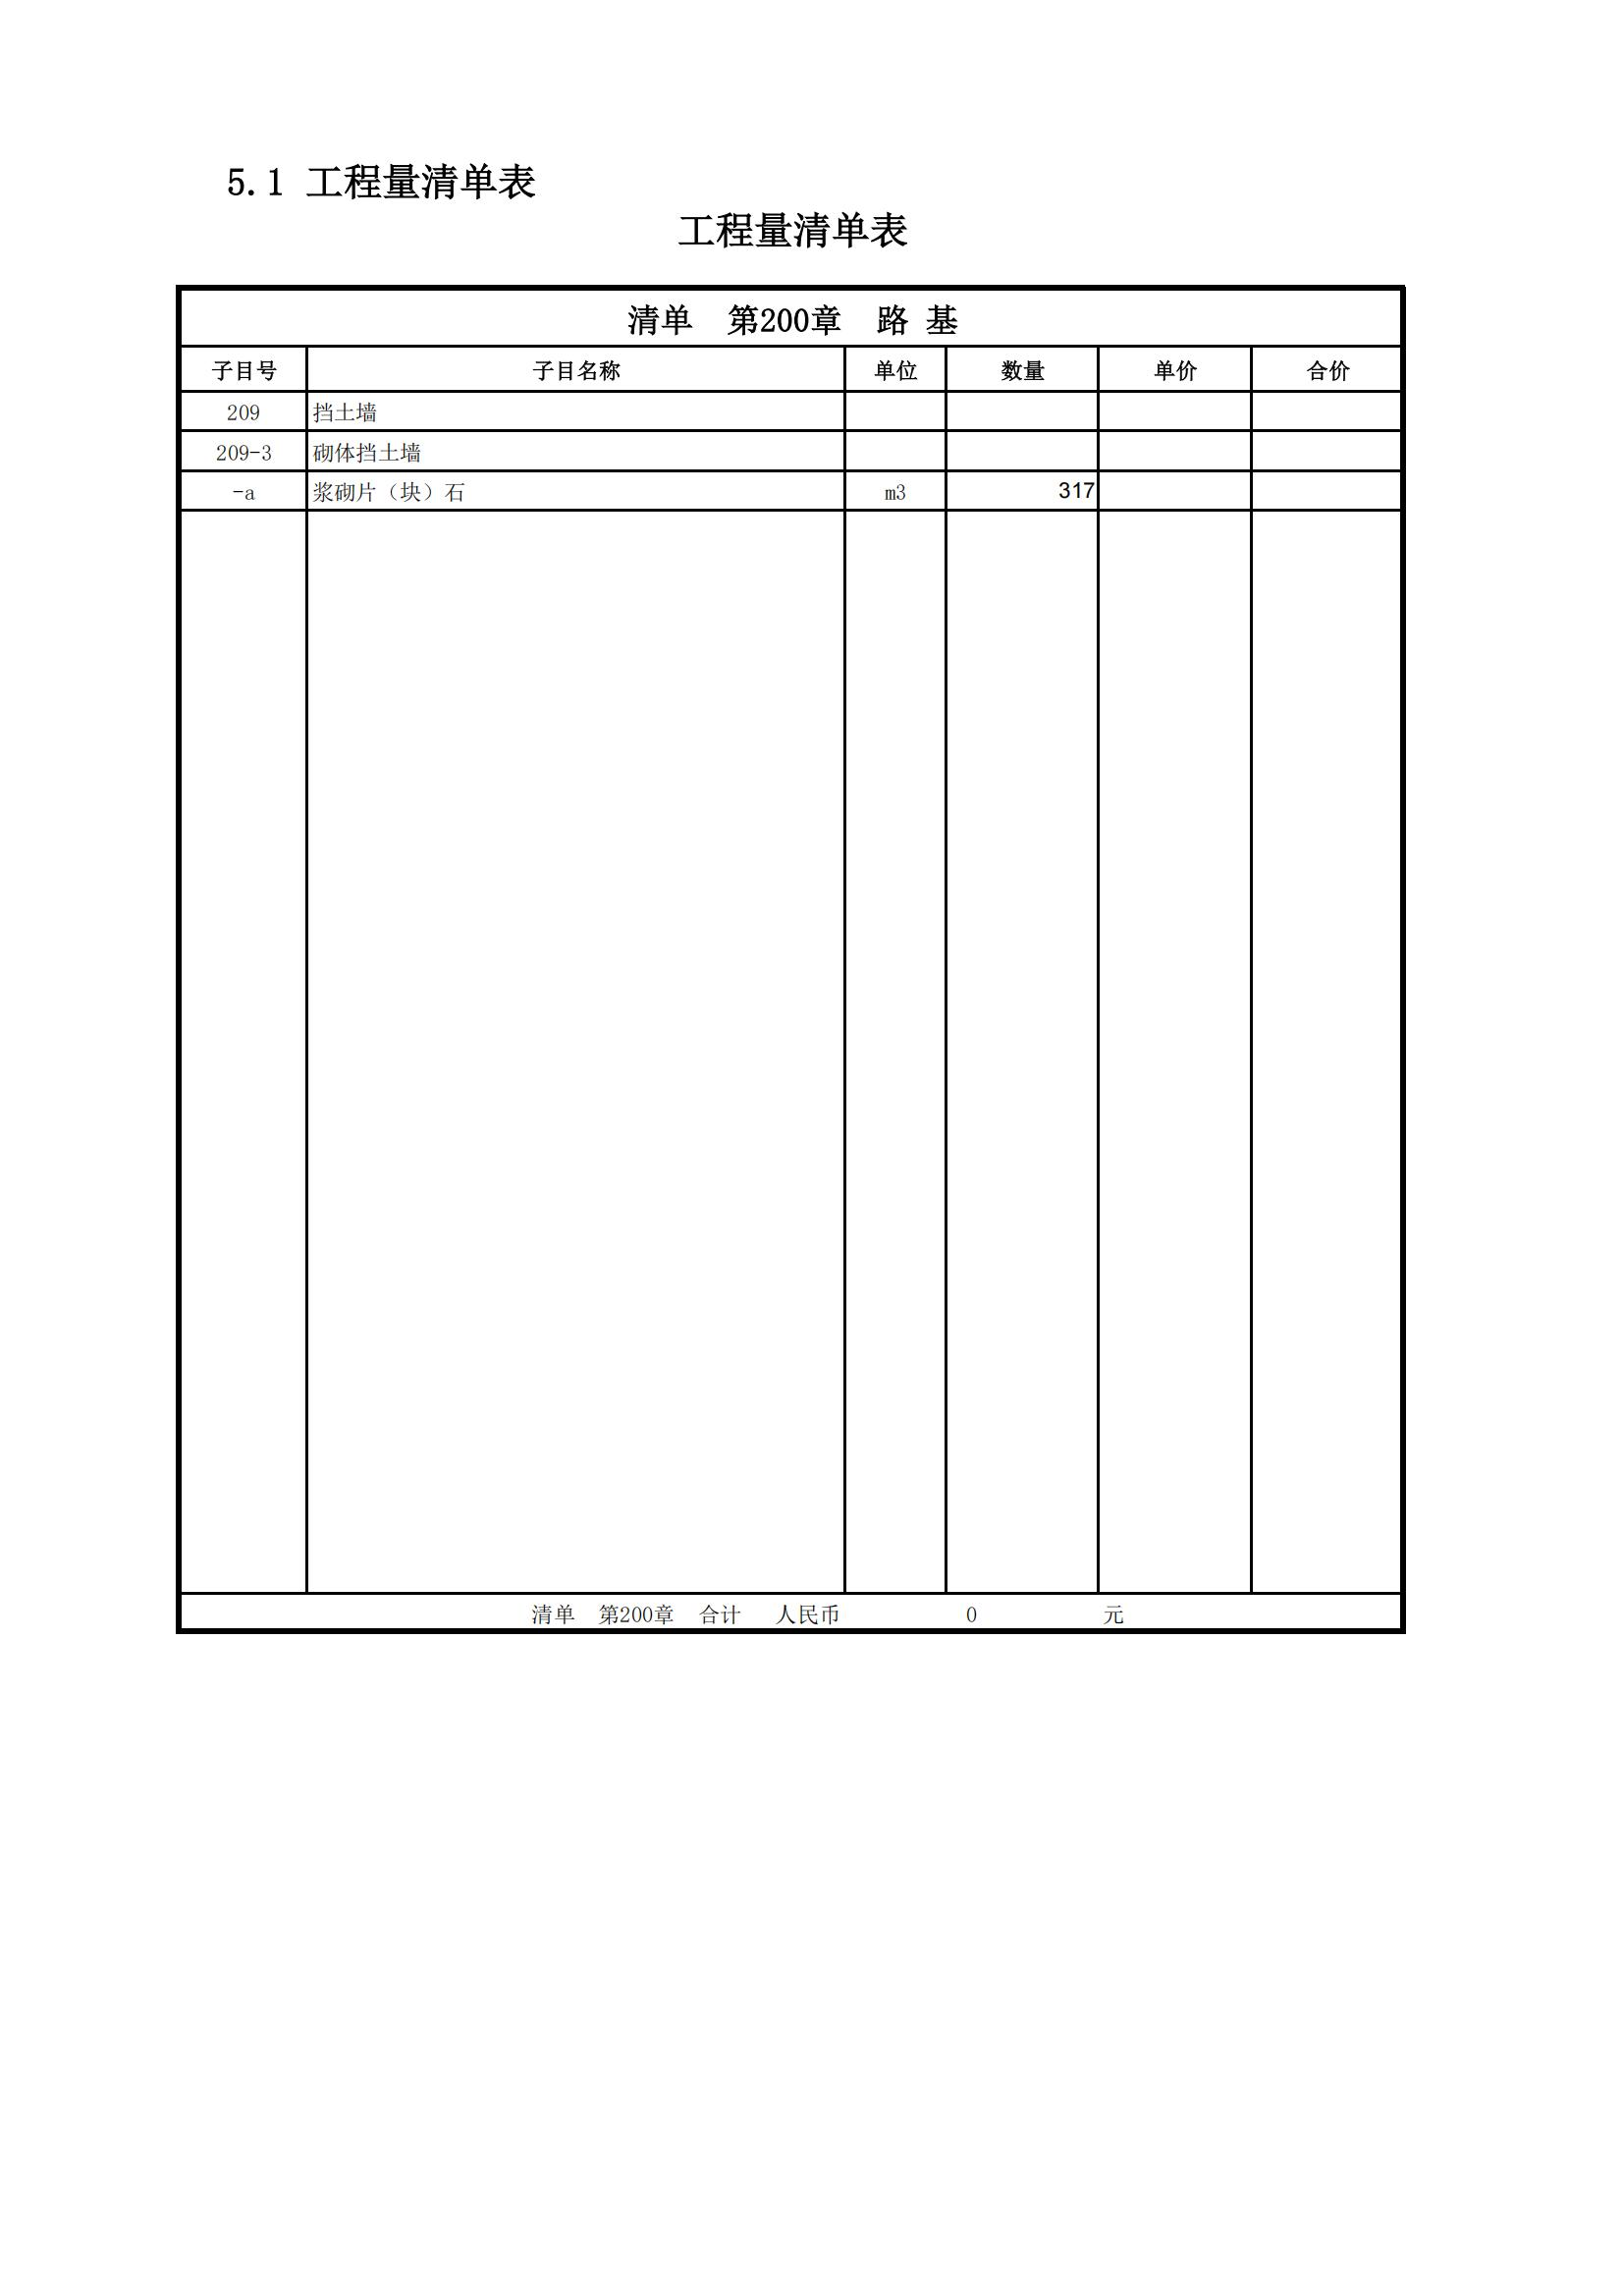 5.1 工程量清单表
工程量清单表
清单 第200章 路 基
子目号 子目名称 单位 数量 单价 合价
209 挡土墙
209-3 砌体挡土墙
-a 浆砌片（块）石 m3 317
清单 第200章 合计 人民币 0 元